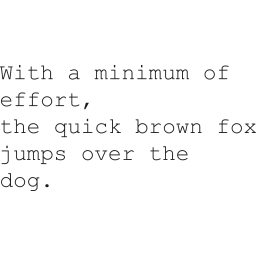 With a minimum of
effort,
the quick brown fox
jumps over the
dog.